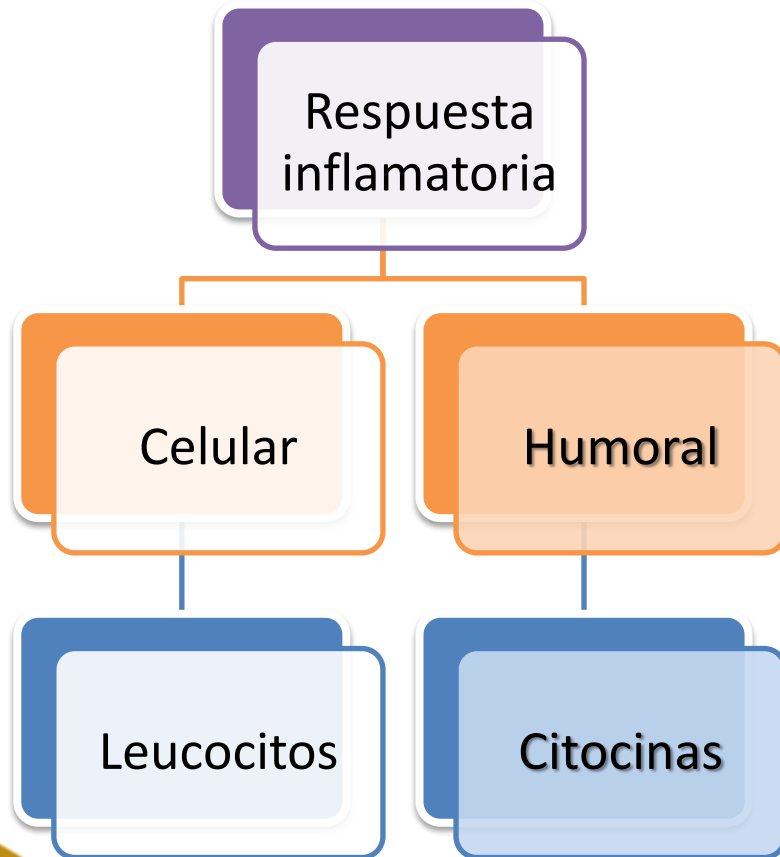 Respuesta
inflamatoria
Celular
Humoral
Leucocitos
Citocinas